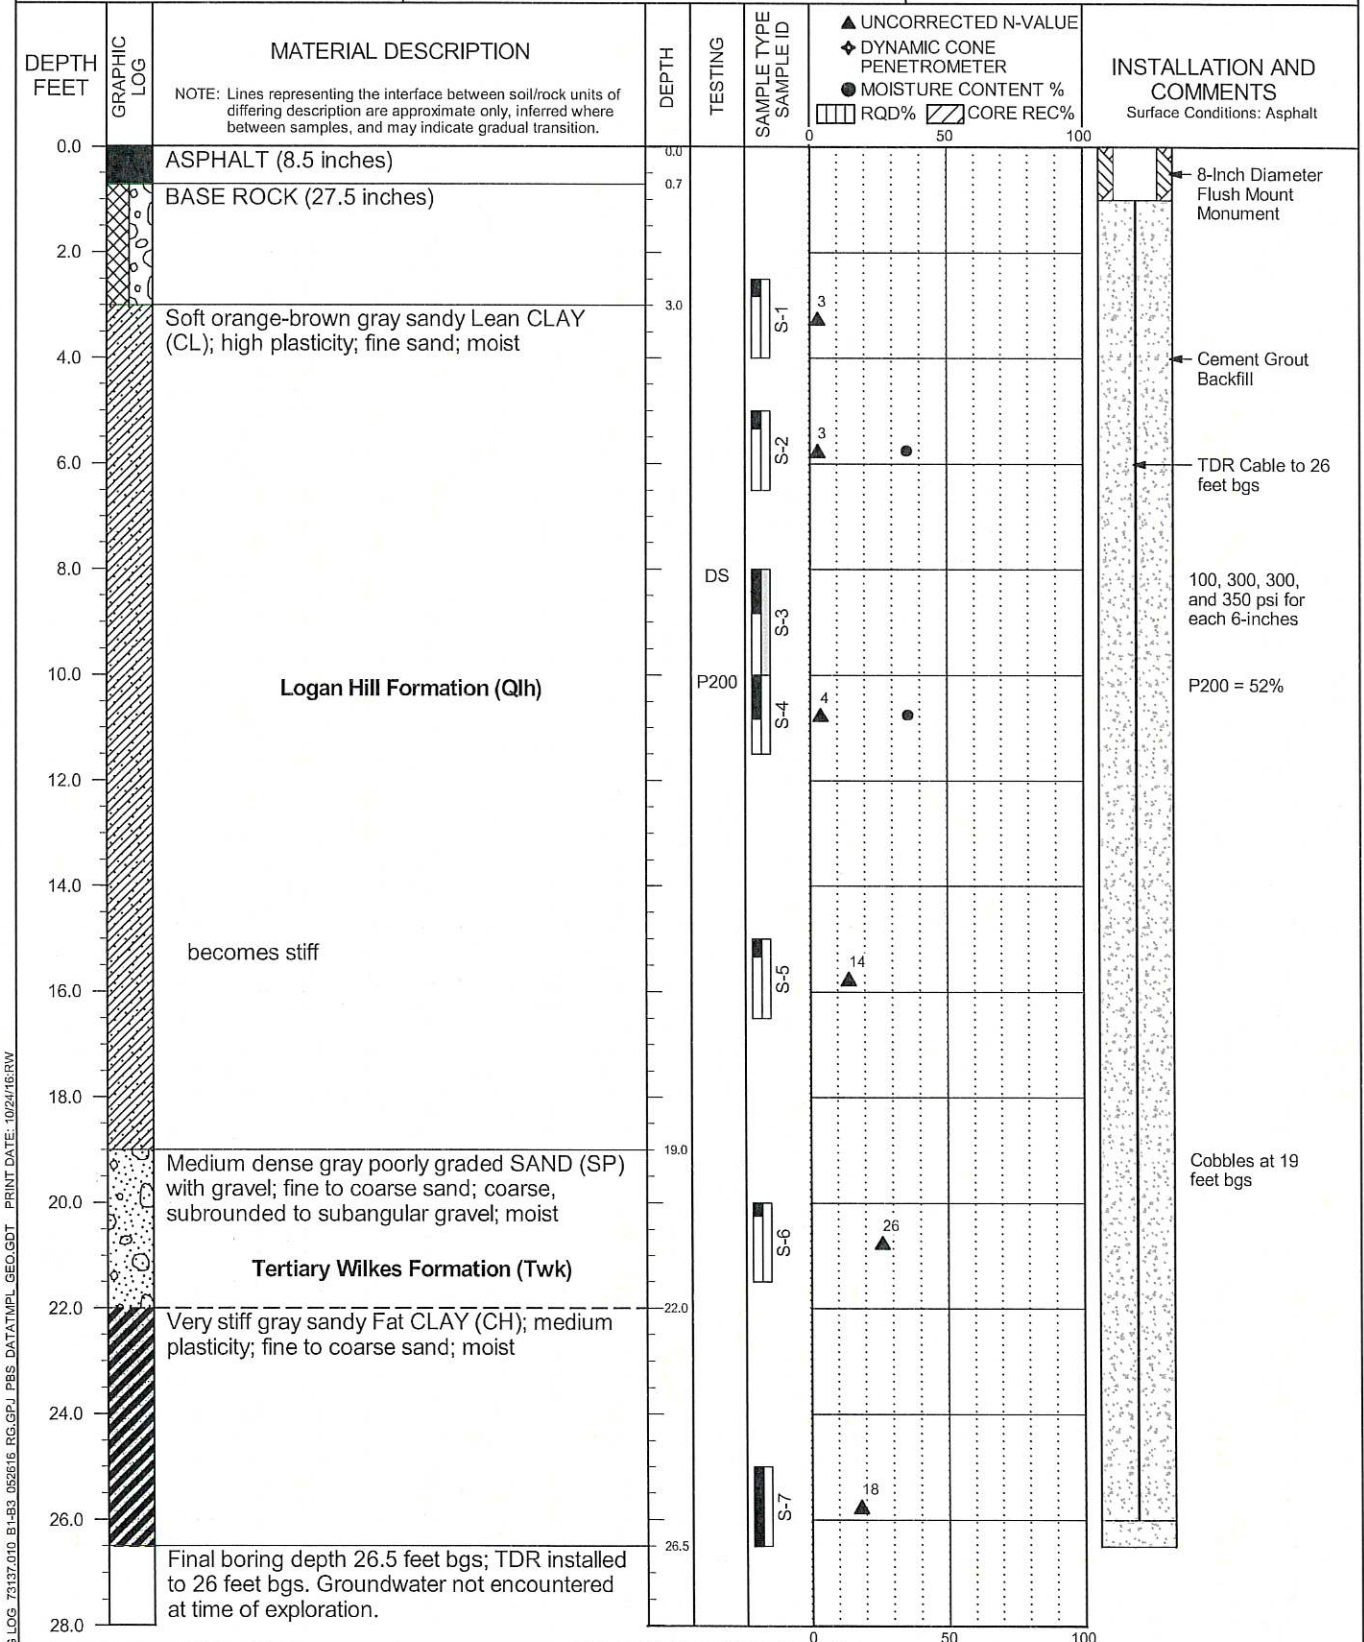 DEPTH
FEET
GRAPHIC
LOG
MATERIAL DESCRIPTION
NOTE: Lines representing the interface between soil/rock units of
differing description are approximate only, inferred where
between samples, and may indicate gradual transition.
DEPTH
TESTING
SAMPLE TYPE
SAMPLE ID
▲ UNCORRECTED N-VALUE
DYNAMIC CONE
PENETROMETER
● MOISTURE CONTENT %
RQD% CORE REC%
0 50 100
INSTALLATION AND
COMMENTS
Surface Conditions: Asphalt
0.0
ASPHALT (8.5 inches)
0.0
0.7
8-Inch Diameter
Flush Mount
Monument
BASE ROCK (27.5 inches)
2.0
3.0
Soft orange-brown gray sandy Lean CLAY
(CL); high plasticity; fine sand; moist
S-1
3
4.0
Cement Grout
Backfill
S-2
3
6.0
TDR Cable to 26
feet bgs
8.0
DS
S-3
100, 300, 300,
and 350 psi for
each 6-inches
10.0
Logan Hill Formation (Qlh)
P200
S-4
4
P200 = 52%
12.0
14.0
becomes stiff
S-5
14
16.0
18.0
19.0
Medium dense gray poorly graded SAND (SP)
with gravel; fine to coarse sand; coarse,
subrounded to subangular gravel; moist
Cobbles at 19
feet bgs
20.0
S-6
26
Tertiary Wilkes Formation (Twk)
22.0
22.0
Very stiff gray sandy Fat CLAY (CH); medium
plasticity; fine to coarse sand; moist
24.0
S-7
18
26.0
26.5
Final boring depth 26.5 feet bgs; TDR installed
to 26 feet bgs. Groundwater not encountered
at time of exploration.
28.0
0 50 100
LOG 73137.010 B1-B3 052616 RG.GPJ PBS DATATMPL GEO.GDT PRINT DATE: 10/24/16:RW